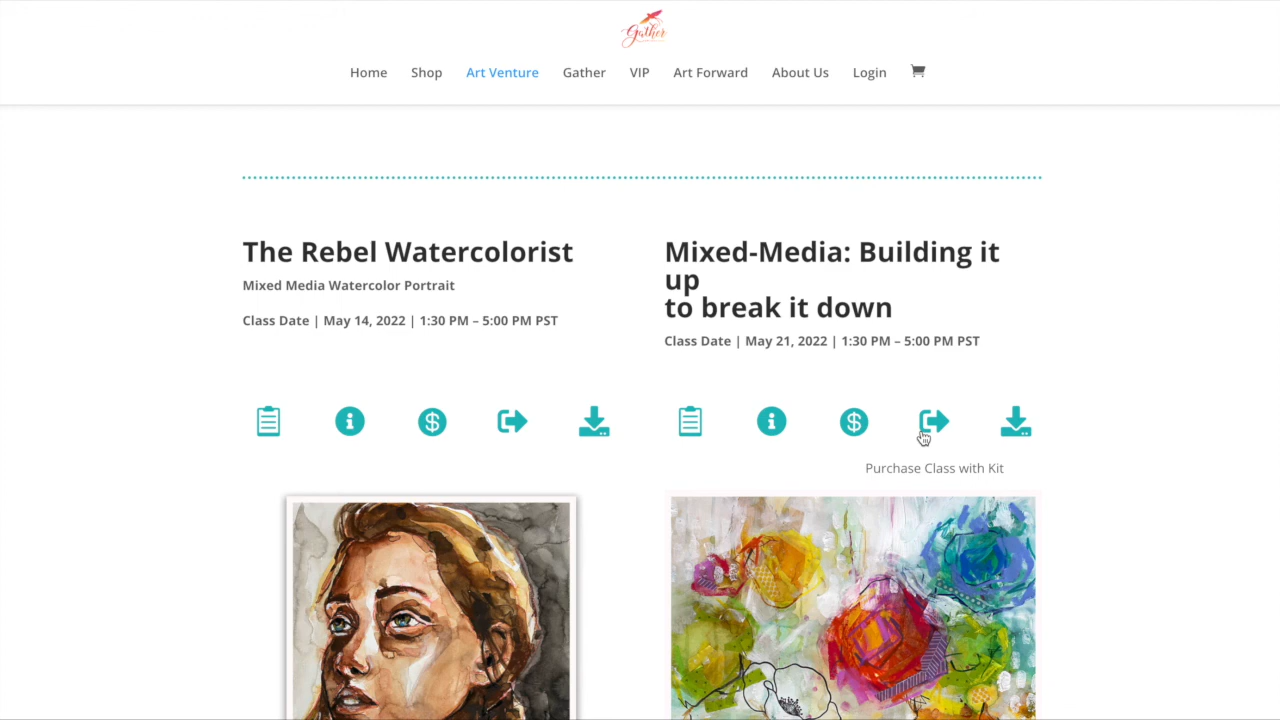 Gather
Home Shop Art Venture Gather VIP Art Forward About Us Login
The Rebel Watercolorist
Mixed Media Watercolor Portrait
Class Date | May 14, 2022 | 1:30 PM – 5:00 PM PST
Mixed-Media: Building it
up
to break it down
Class Date | May 21, 2022 | 1:30 PM – 5:00 PM PST
Purchase Class with Kit